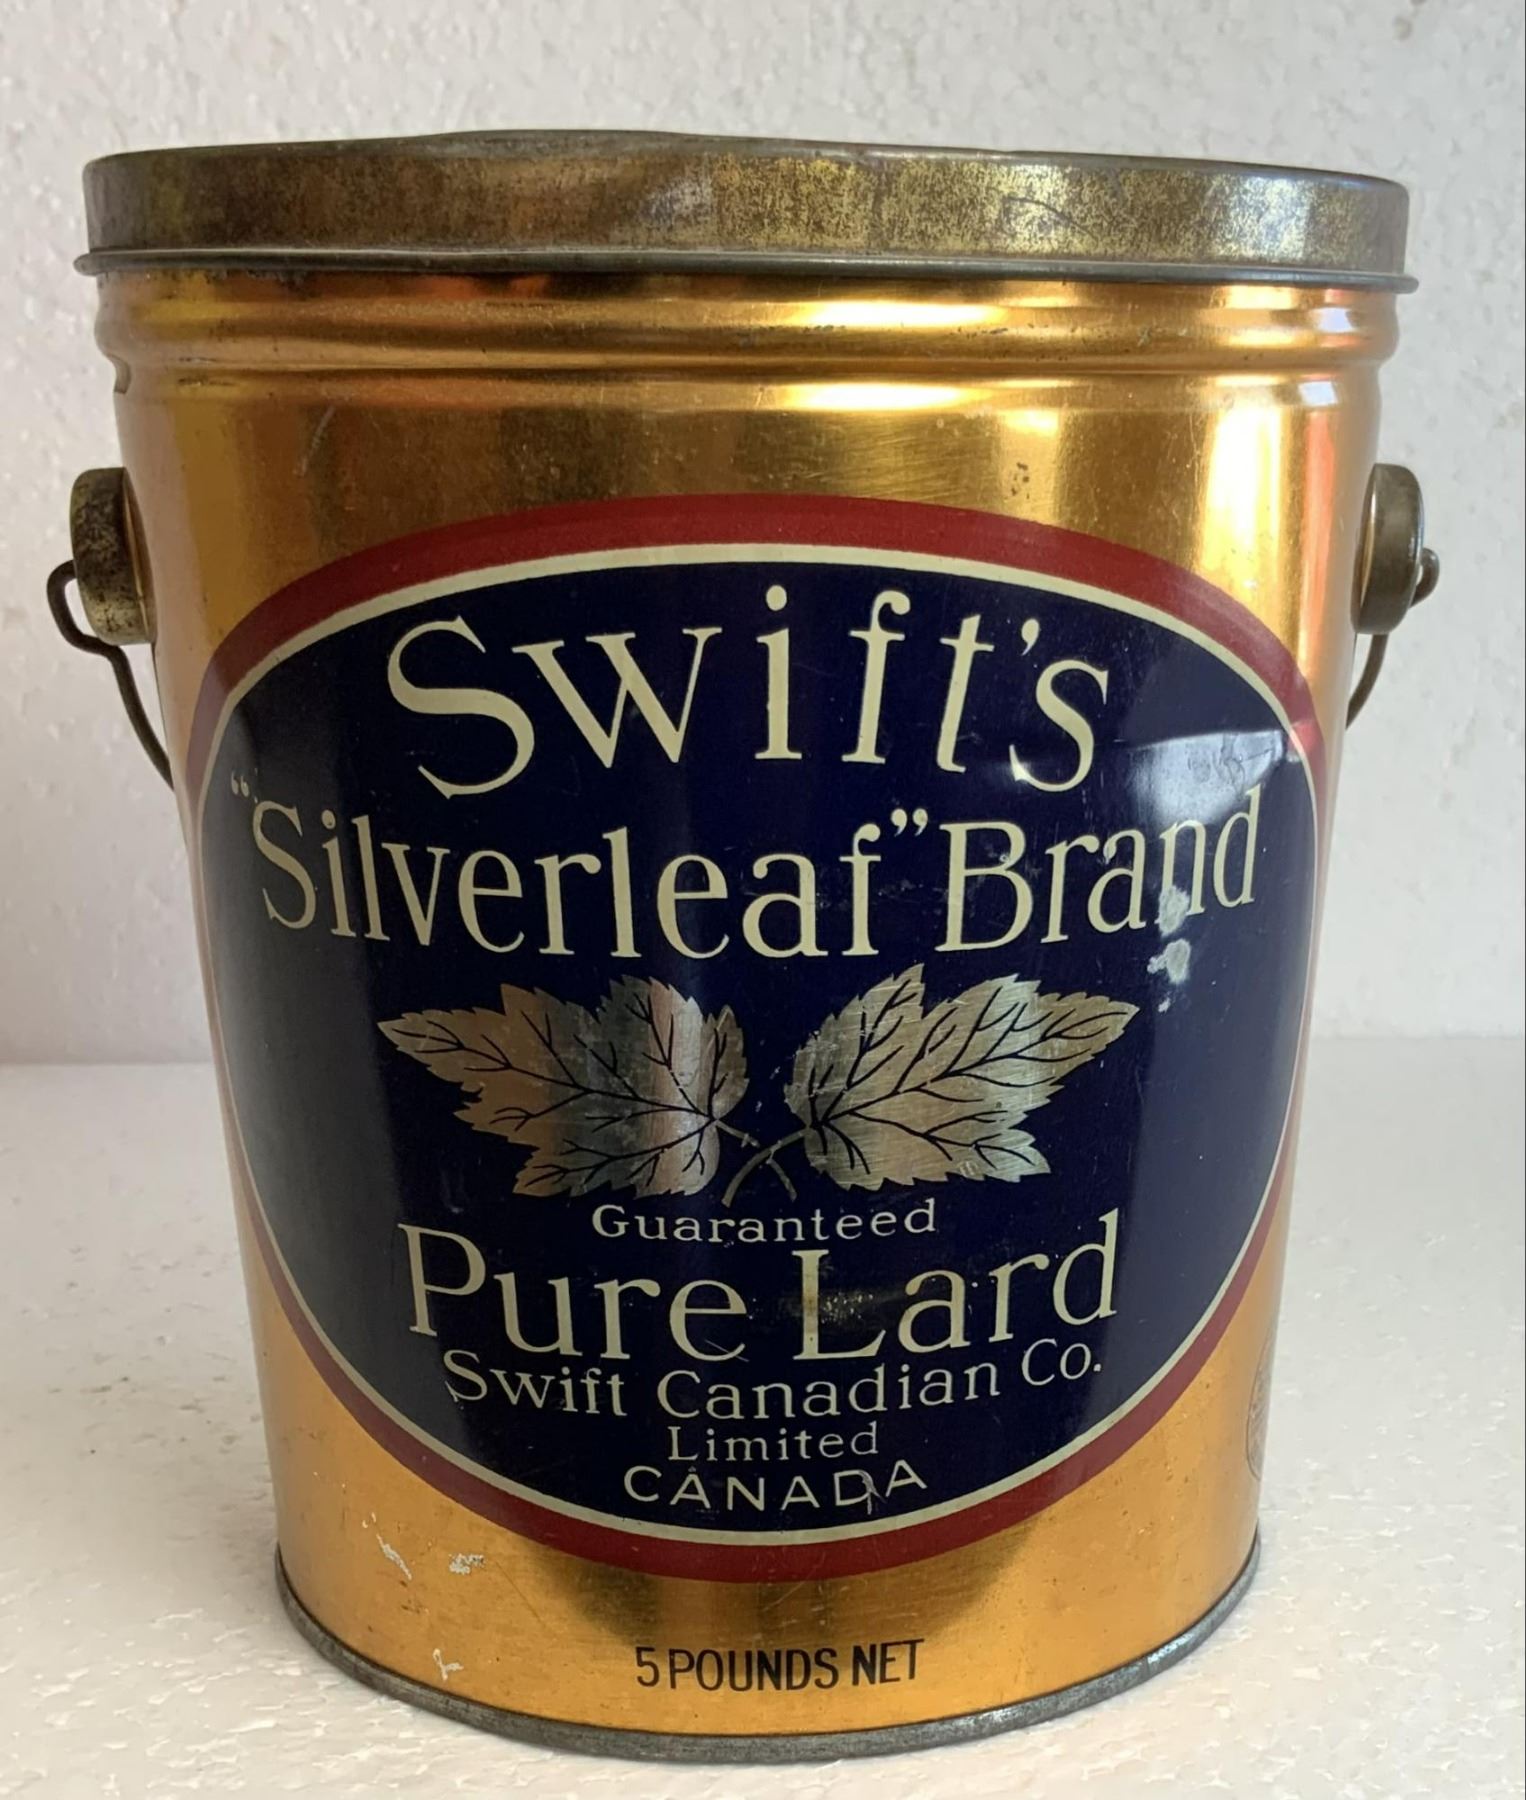 Swift's
"Silverleaf" Brand
Guaranteed
Pure Lard
Swift Canadian Co.
Limited
CANADA
5 POUNDS NET